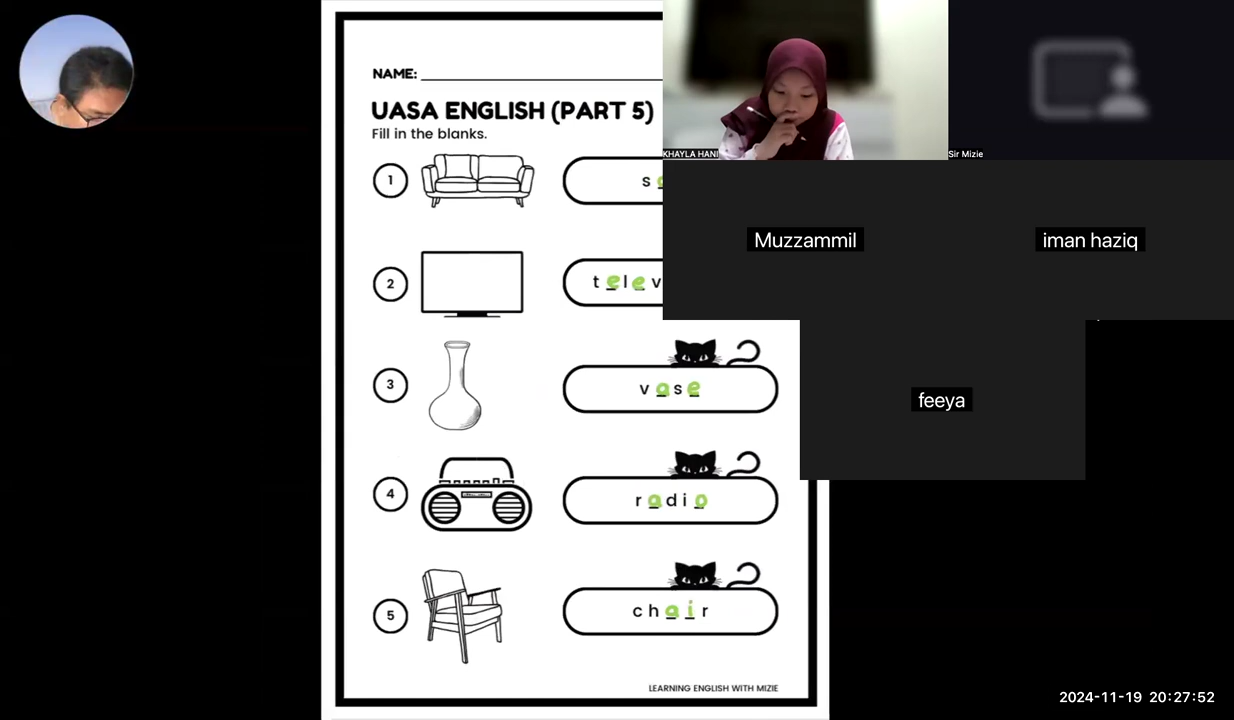 NAME:
UASA ENGLISH (PART 5)
Fill in the blanks.
1
s
2
t e l e v
3
v a s e
4
r a d i o
5
c h a i r
LEARNING ENGLISH WITH MIZIE
KHAYLA HANI
Sir Mizie
Muzzammil
iman haziq
feeya
2024-11-19 20:27:52